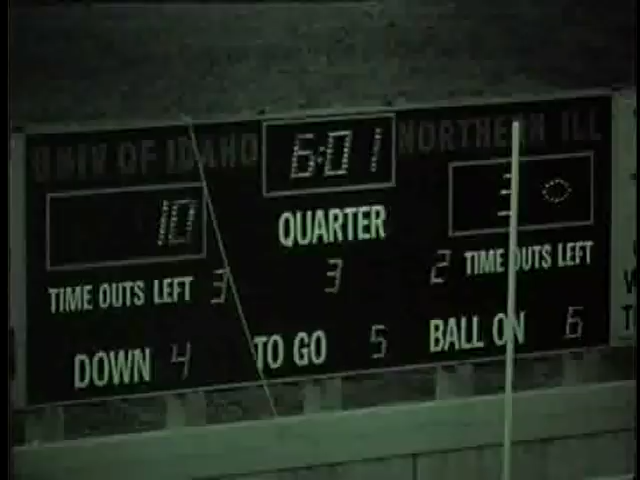 UNIV OF IDAHO 6:01 NORTHERN ILL
QUARTER
TIME OUTS LEFT 3 3 2 TIME OUTS LEFT
DOWN 4 TO GO 5 BALL ON 6